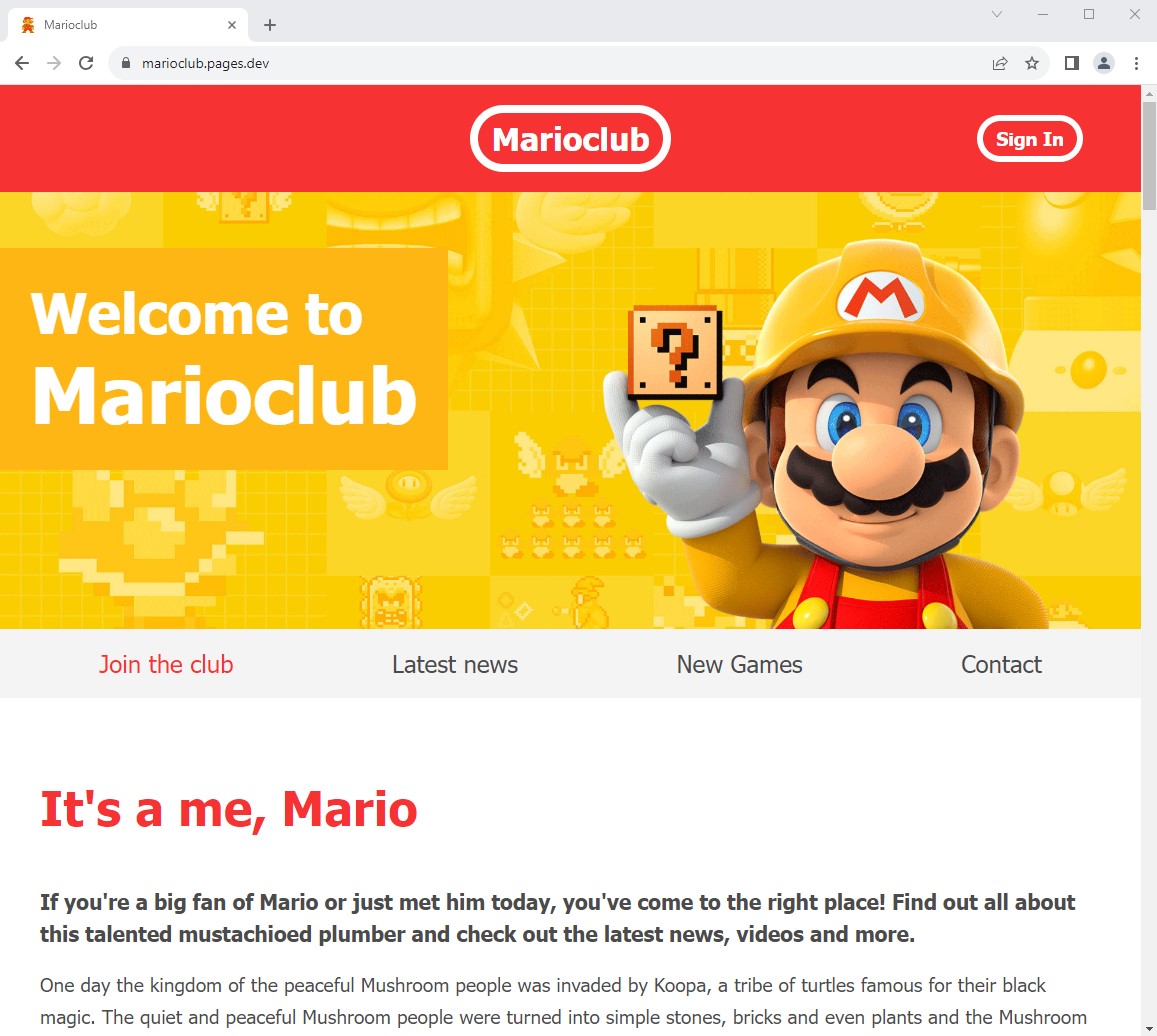 Marioclub
marioclub.pages.dev
Marioclub
Sign In
Welcome to
Marioclub
M
?
Join the club
Latest news
New Games
Contact
It's a me, Mario
If you're a big fan of Mario or just met him today, you've come to the right place! Find out all about
this talented mustachioed plumber and check out the latest news, videos and more.
One day the kingdom of the peaceful Mushroom people was invaded by Koopa, a tribe of turtles famous for their black
magic. The quiet and peaceful Mushroom people were turned into simple stones, bricks and even plants and the Mushroom